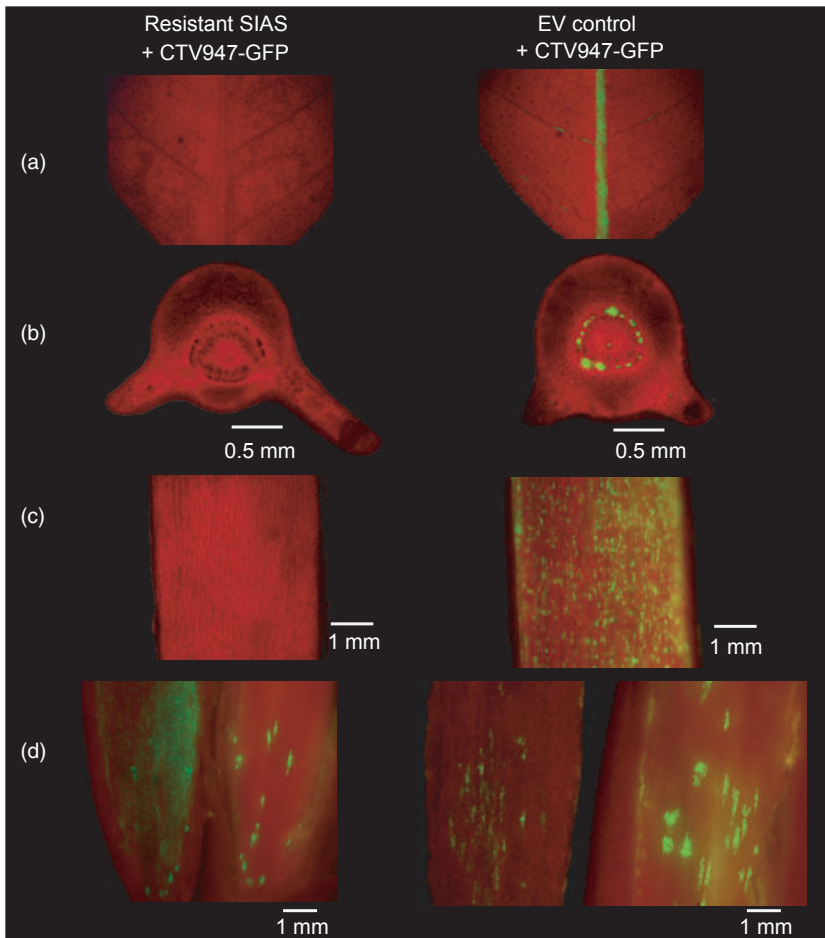 Resistant SIAS
+ CTV947-GFP
EV control
+ CTV947-GFP
(a)
(b)
0.5 mm
0.5 mm
(c)
1 mm
1 mm
(d)
1 mm
1 mm